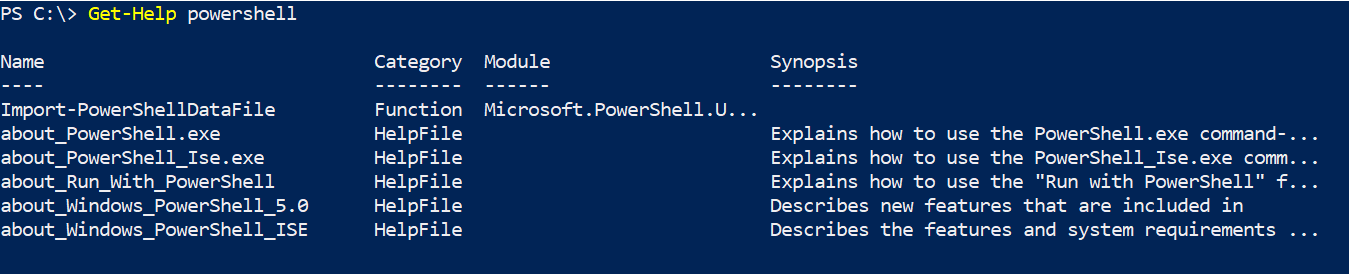 PS C:\> Get-Help powershell
Name Category Module Synopsis
---- -------- ------ --------
Import-PowerShellDataFile Function Microsoft.PowerShell.U...
about_PowerShell.exe HelpFile Explains how to use the PowerShell.exe command-...
about_PowerShell_Ise.exe HelpFile Explains how to use the PowerShell_Ise.exe comm...
about_Run_With_PowerShell HelpFile Explains how to use the "Run with PowerShell" f...
about_Windows_PowerShell_5.0 HelpFile Describes new features that are included in
about_Windows_PowerShell_ISE HelpFile Describes the features and system requirements ...